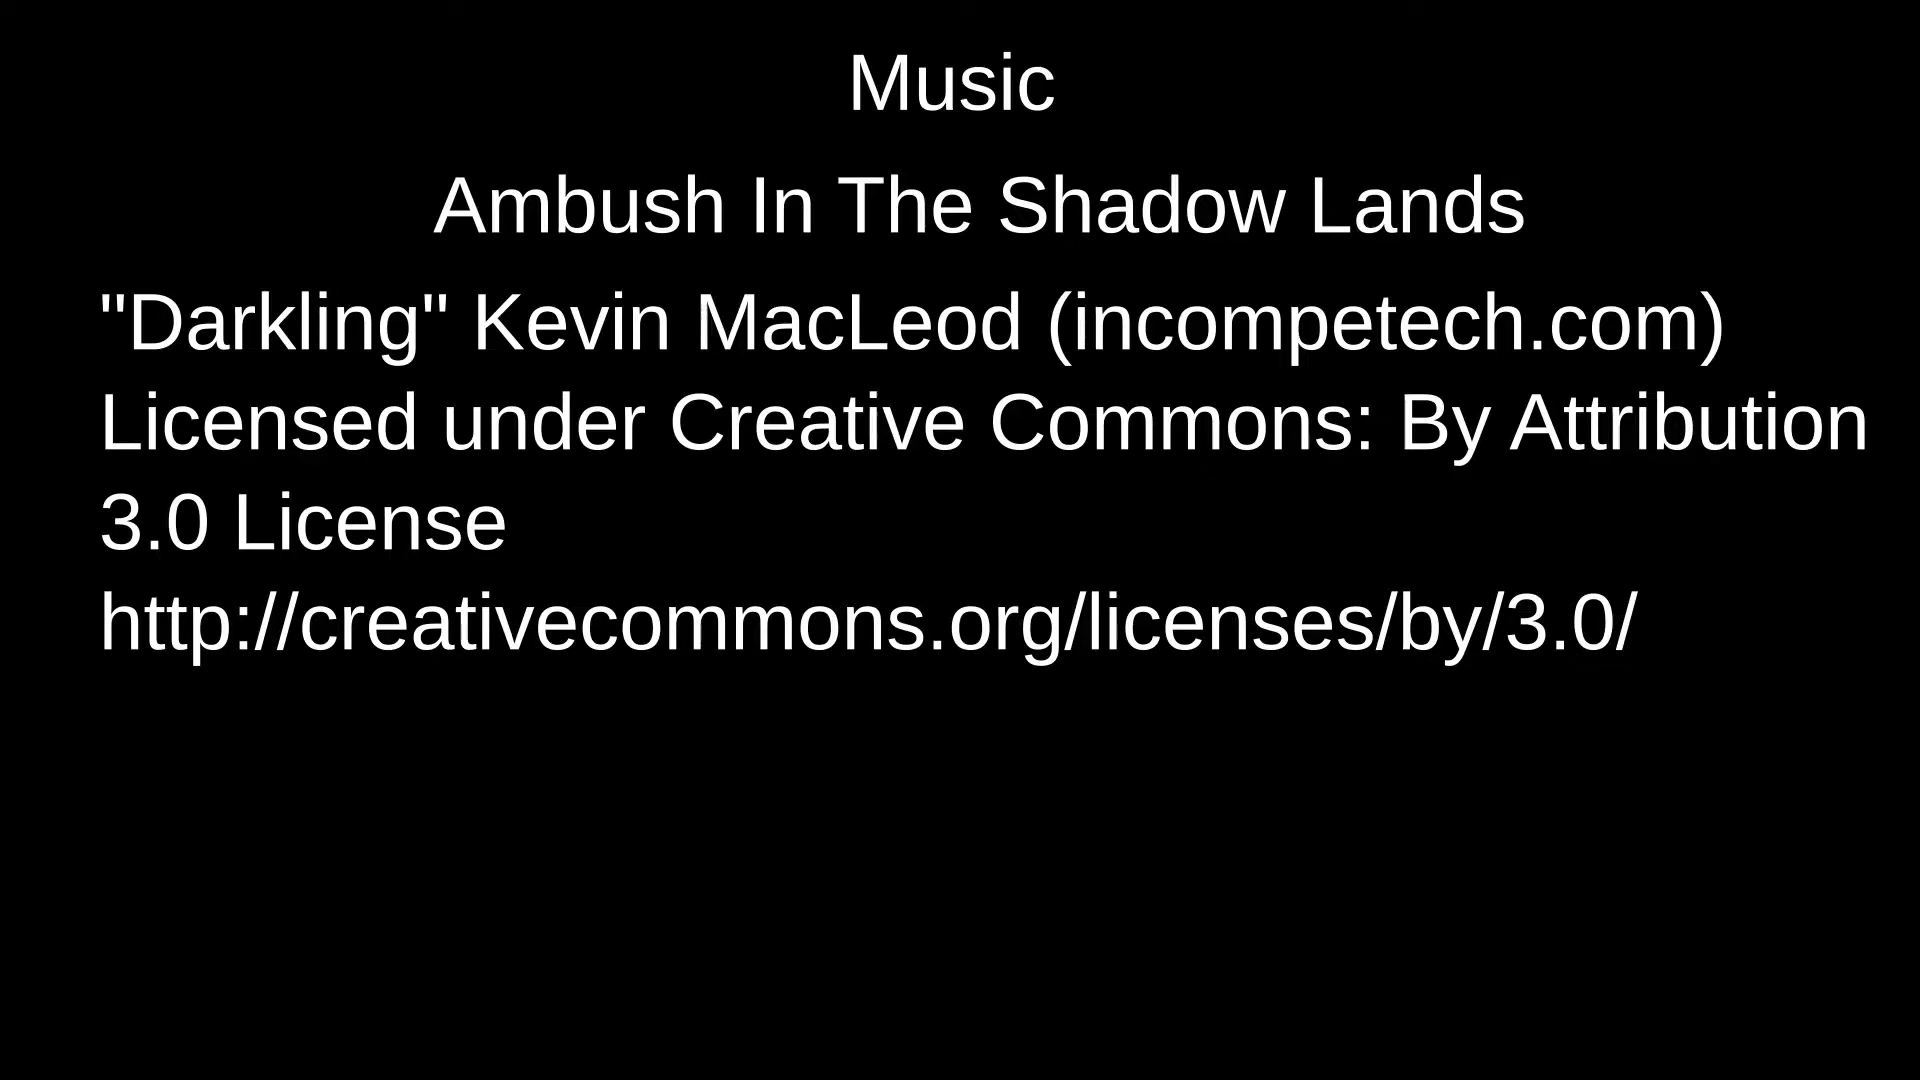 Music
Ambush In The Shadow Lands
"Darkling" Kevin MacLeod (incompetech.com)
Licensed under Creative Commons: By Attribution
3.0 License
http://creativecommons.org/licenses/by/3.0/